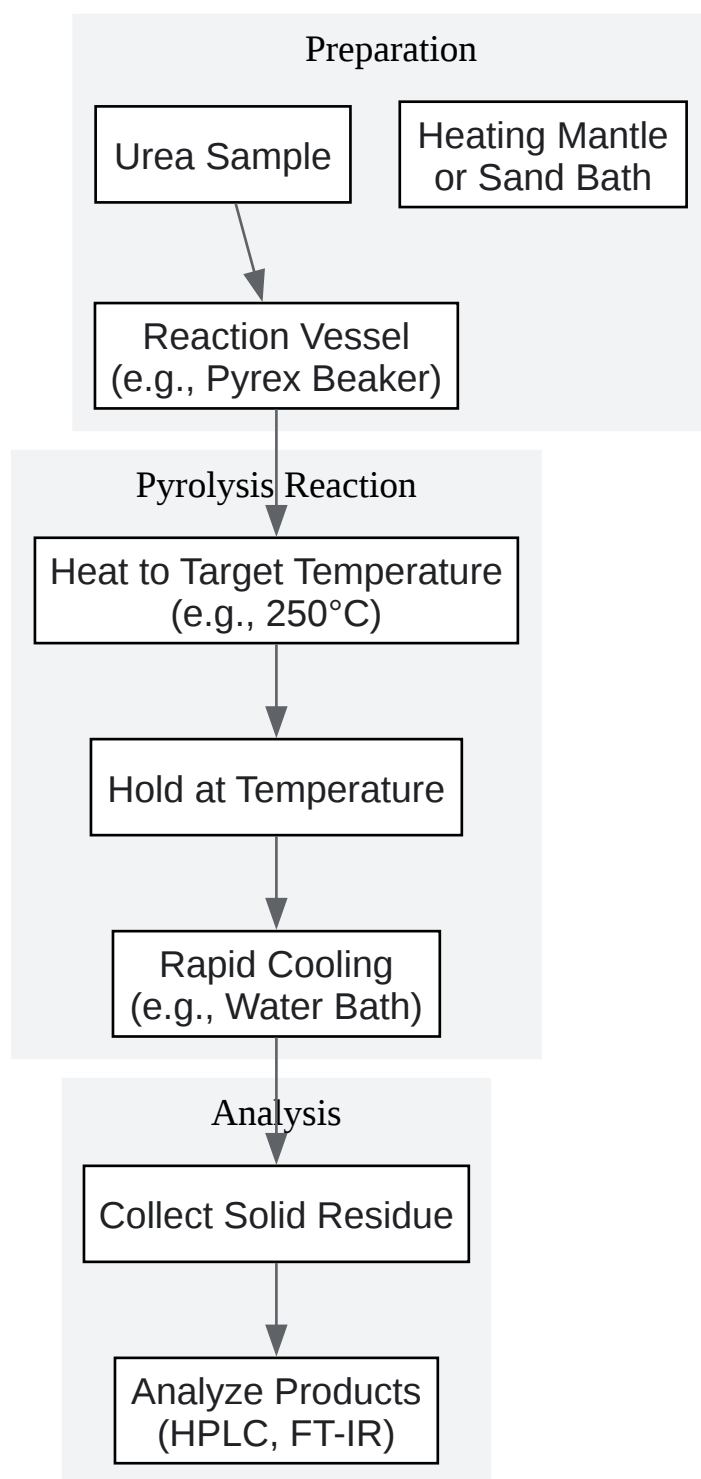 Preparation
Urea Sample
Heating Mantle
or Sand Bath
Reaction Vessel
(e.g., Pyrex Beaker)
Pyrolysis Reaction
Heat to Target Temperature
(e.g., 250°C)
Hold at Temperature
Rapid Cooling
(e.g., Water Bath)
Analysis
Collect Solid Residue
Analyze Products
(HPLC, FT-IR)